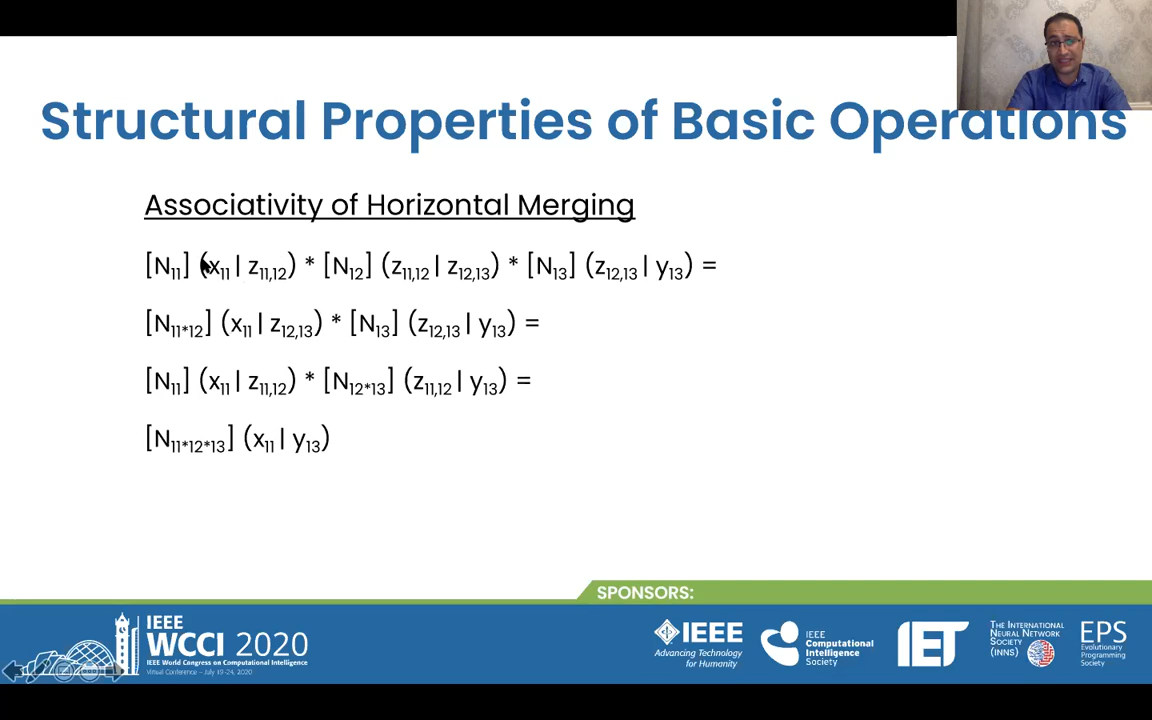 Structural Properties of Basic Operations
Associativity of Horizontal Merging
[N₁₁] (x₁₁ | z₁₁,₁₂) * [N₁₂] (z₁₁,₁₂ | z₁₂,₁₃) * [N₁₃] (z₁₂,₁₃ | y₁₃) =
[N₁₁*₁₂] (x₁₁ | z₁₂,₁₃) * [N₁₃] (z₁₂,₁₃ | y₁₃) =
[N₁₁] (x₁₁ | z₁₁,₁₂) * [N₁₂*₁₃] (z₁₁,₁₂ | y₁₃) =
[N₁₁*₁₂*₁₃] (x₁₁ | y₁₃)
SPONSORS:
IEEE
WCCI 2020
IEEE World Congress on Computational Intelligence
Virtual Conference – July 19-24, 2020
IEEE
Advancing Technology
for Humanity
IEEE
Computational
Intelligence
Society
IET
THE INTERNATIONAL
NEURAL NETWORK
SOCIETY
(INNS)
EPS
Evolutionary
Programming
Society